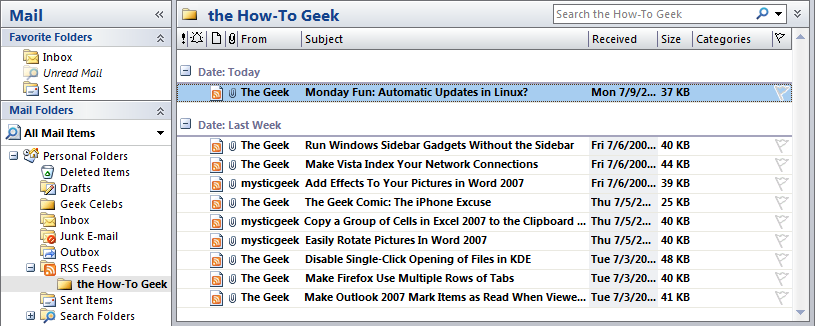 Mail
Favorite Folders
Inbox
Unread Mail
Sent Items
Mail Folders
All Mail Items
Personal Folders
Deleted Items
Drafts
Geek Celebs
Inbox
Junk E-mail
Outbox
RSS Feeds
the How-To Geek
Sent Items
Search Folders
the How-To Geek
Search the How-To Geek
From Subject Received Size Categories
Date: Today
The Geek Monday Fun: Automatic Updates in Linux? Mon 7/9/2... 37 KB
Date: Last Week
The Geek Run Windows Sidebar Gadgets Without the Sidebar Fri 7/6/200... 40 KB
The Geek Make Vista Index Your Network Connections Fri 7/6/200... 44 KB
mysticgeek Add Effects To Your Pictures in Word 2007 Fri 7/6/200... 39 KB
The Geek The Geek Comic: The iPhone Excuse Thu 7/5/2... 25 KB
mysticgeek Copy a Group of Cells in Excel 2007 to the Clipboard ... Thu 7/5/2... 40 KB
mysticgeek Easily Rotate Pictures In Word 2007 Thu 7/5/2... 40 KB
The Geek Disable Single-Click Opening of Files in KDE Tue 7/3/20... 48 KB
The Geek Make Firefox Use Multiple Rows of Tabs Tue 7/3/20... 40 KB
The Geek Make Outlook 2007 Mark Items as Read When Viewe... Tue 7/3/20... 41 KB